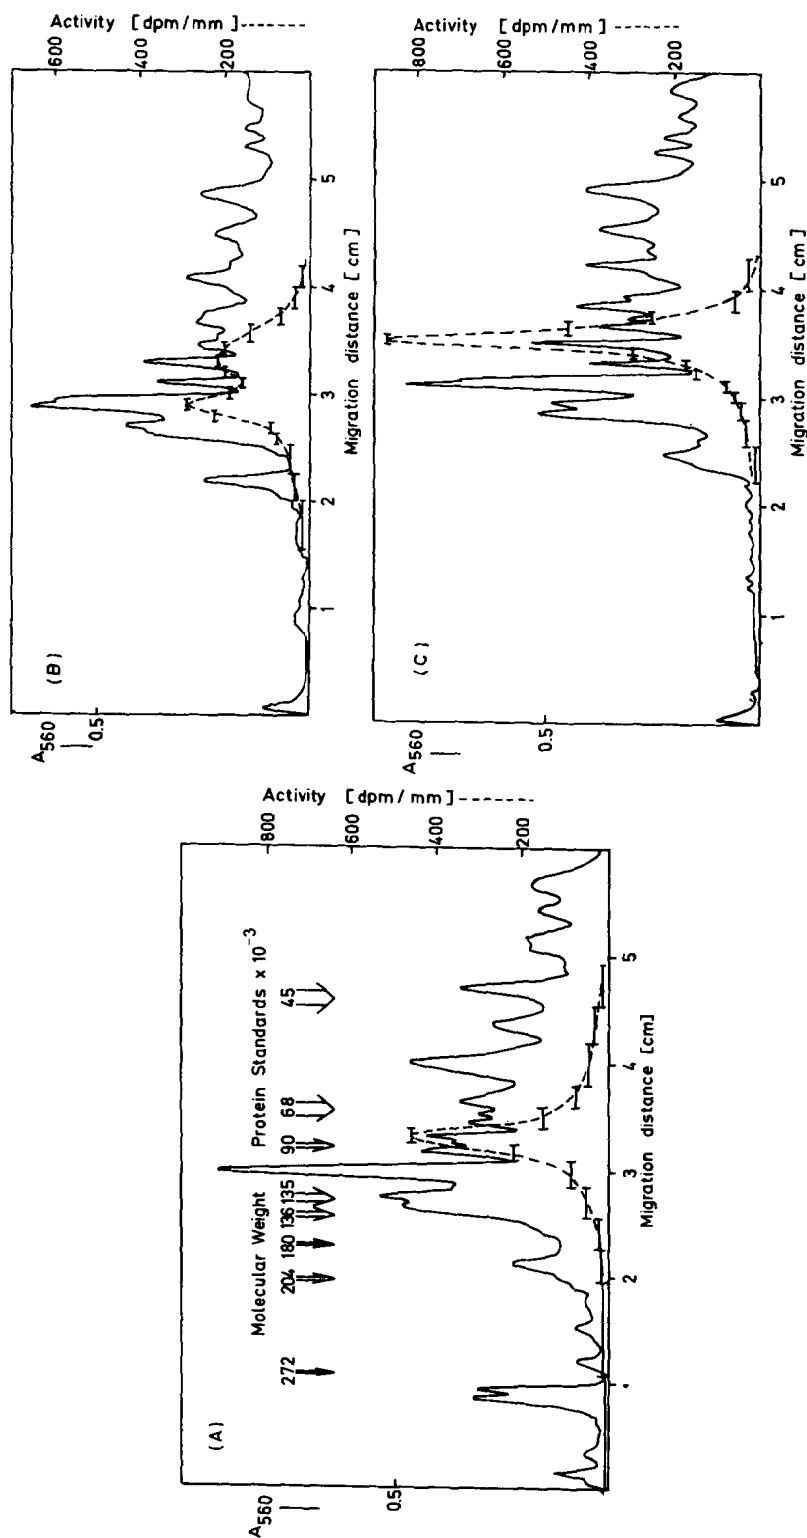 (A)
A560 —
0.5
Molecular Weight Protein Standards x 10-3
272 204 180 136 135 90 68 45
Activity [dpm/mm]-------
800
600
400
200
1 2 3 4 5
Migration distance [cm]
(B)
A560 —
0.5
Activity [dpm/mm]-------
600
400
200
1 2 3 4 5
Migration distance [cm]
(C)
A560 —
0.5
Activity [dpm/mm]-------
800
600
400
200
1 2 3 4 5
Migration distance [cm]